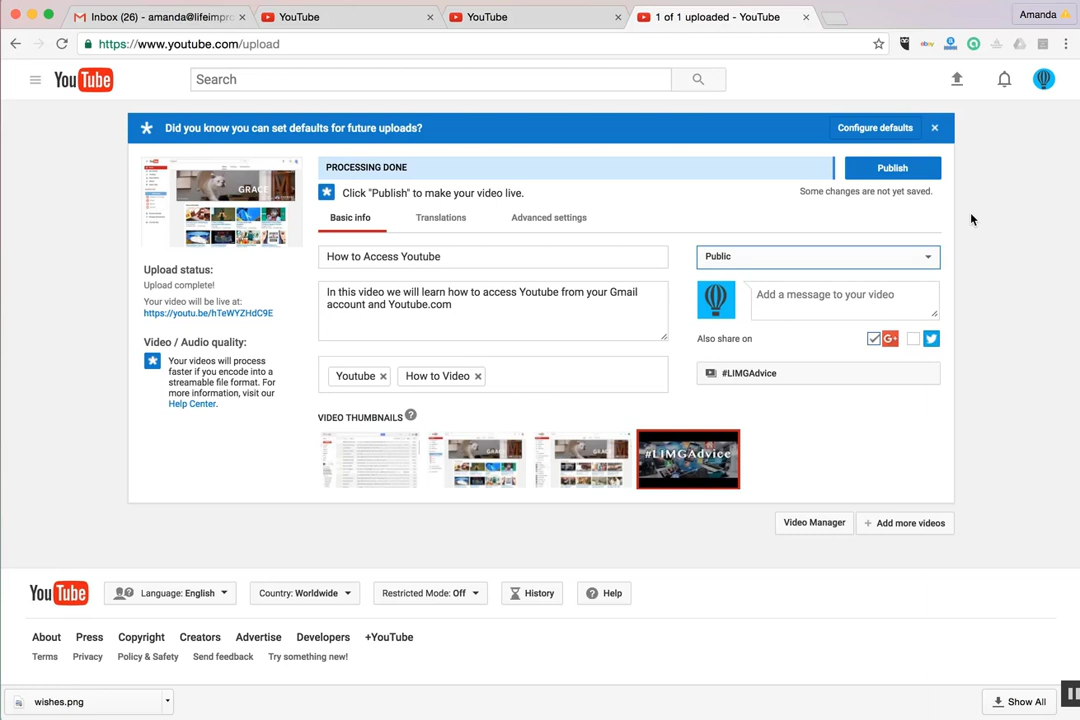 Inbox (26) - amanda@lifeimpro
YouTube
YouTube
1 of 1 uploaded - YouTube
Amanda
https://www.youtube.com/upload
ebay
YouTube
Search
Did you know you can set defaults for future uploads?
Configure defaults
PROCESSING DONE
Publish
Click "Publish" to make your video live.
Some changes are not yet saved.
Basic info
Translations
Advanced settings
GRACE
Upload status:
Upload complete!
Your video will be live at:
https://youtu.be/hTeWYZHdC9E
Video / Audio quality:
Your videos will process
faster if you encode into a
streamable file format. For
more information, visit our
Help Center.
How to Access Youtube
In this video we will learn how to access Youtube from your Gmail
account and Youtube.com
Youtube
How to Video
Public
Add a message to your video
Also share on
G+
#LIMGAdvice
VIDEO THUMBNAILS ?
GRACE
GRACE
#LIMGAdvice
Video Manager
+ Add more videos
YouTube
Language: English
Country: Worldwide
Restricted Mode: Off
History
Help
About
Press
Copyright
Creators
Advertise
Developers
+YouTube
Terms
Privacy
Policy & Safety
Send feedback
Try something new!
wishes.png
Show All